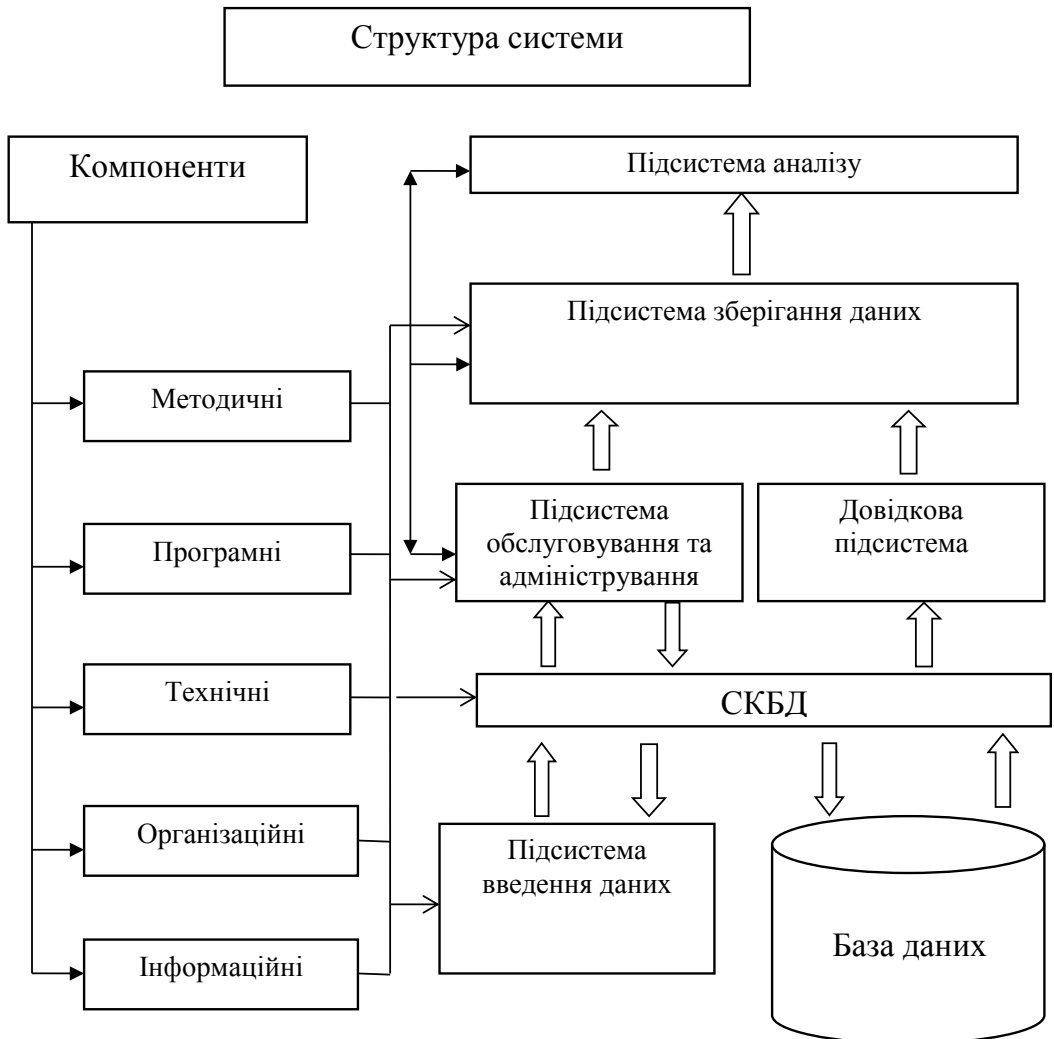 Структура системи
Компоненти
Підсистема аналізу
Підсистема зберігання даних
Методичні
Програмні
Підсистема
обслуговування та
адміністрування
Довідкова
підсистема
Технічні
СКБД
Організаційні
Підсистема
введення даних
Інформаційні
База даних